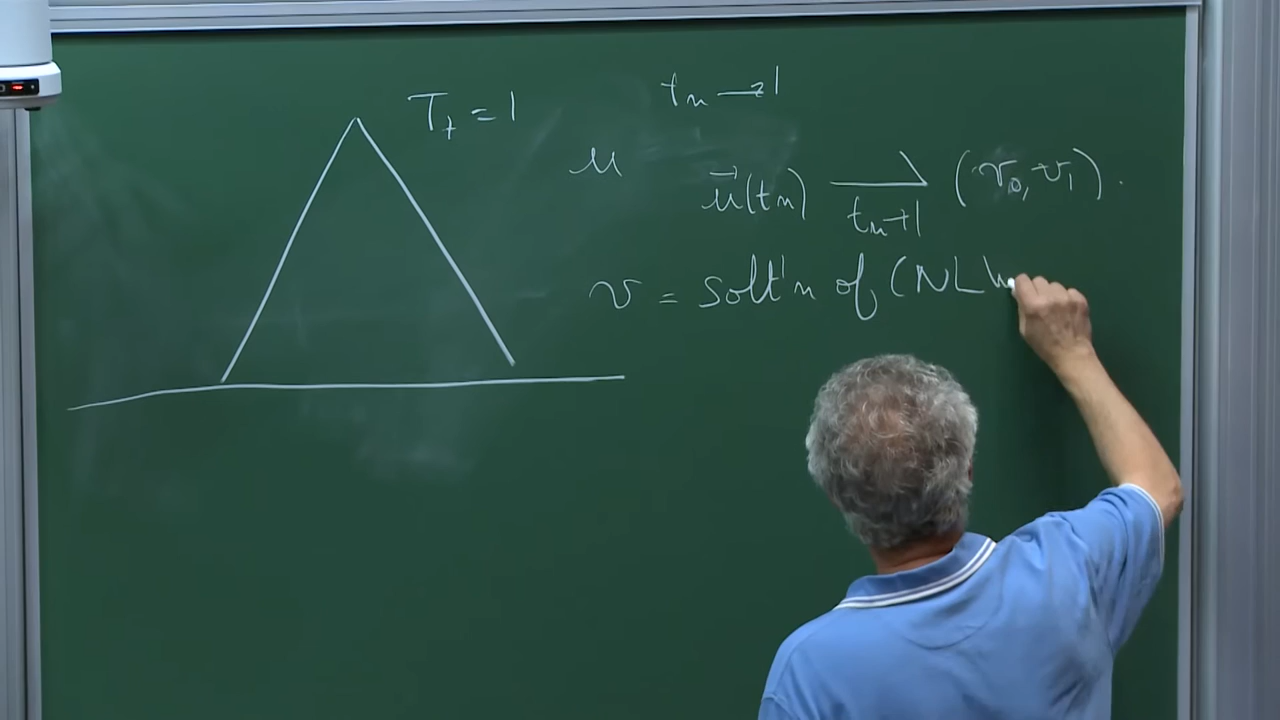 T₊ = 1
tₙ → 1
u
u⃗(tₙ) ⇀ (v₀, v₁).
tₙ→1
v = solt'n of (NLW